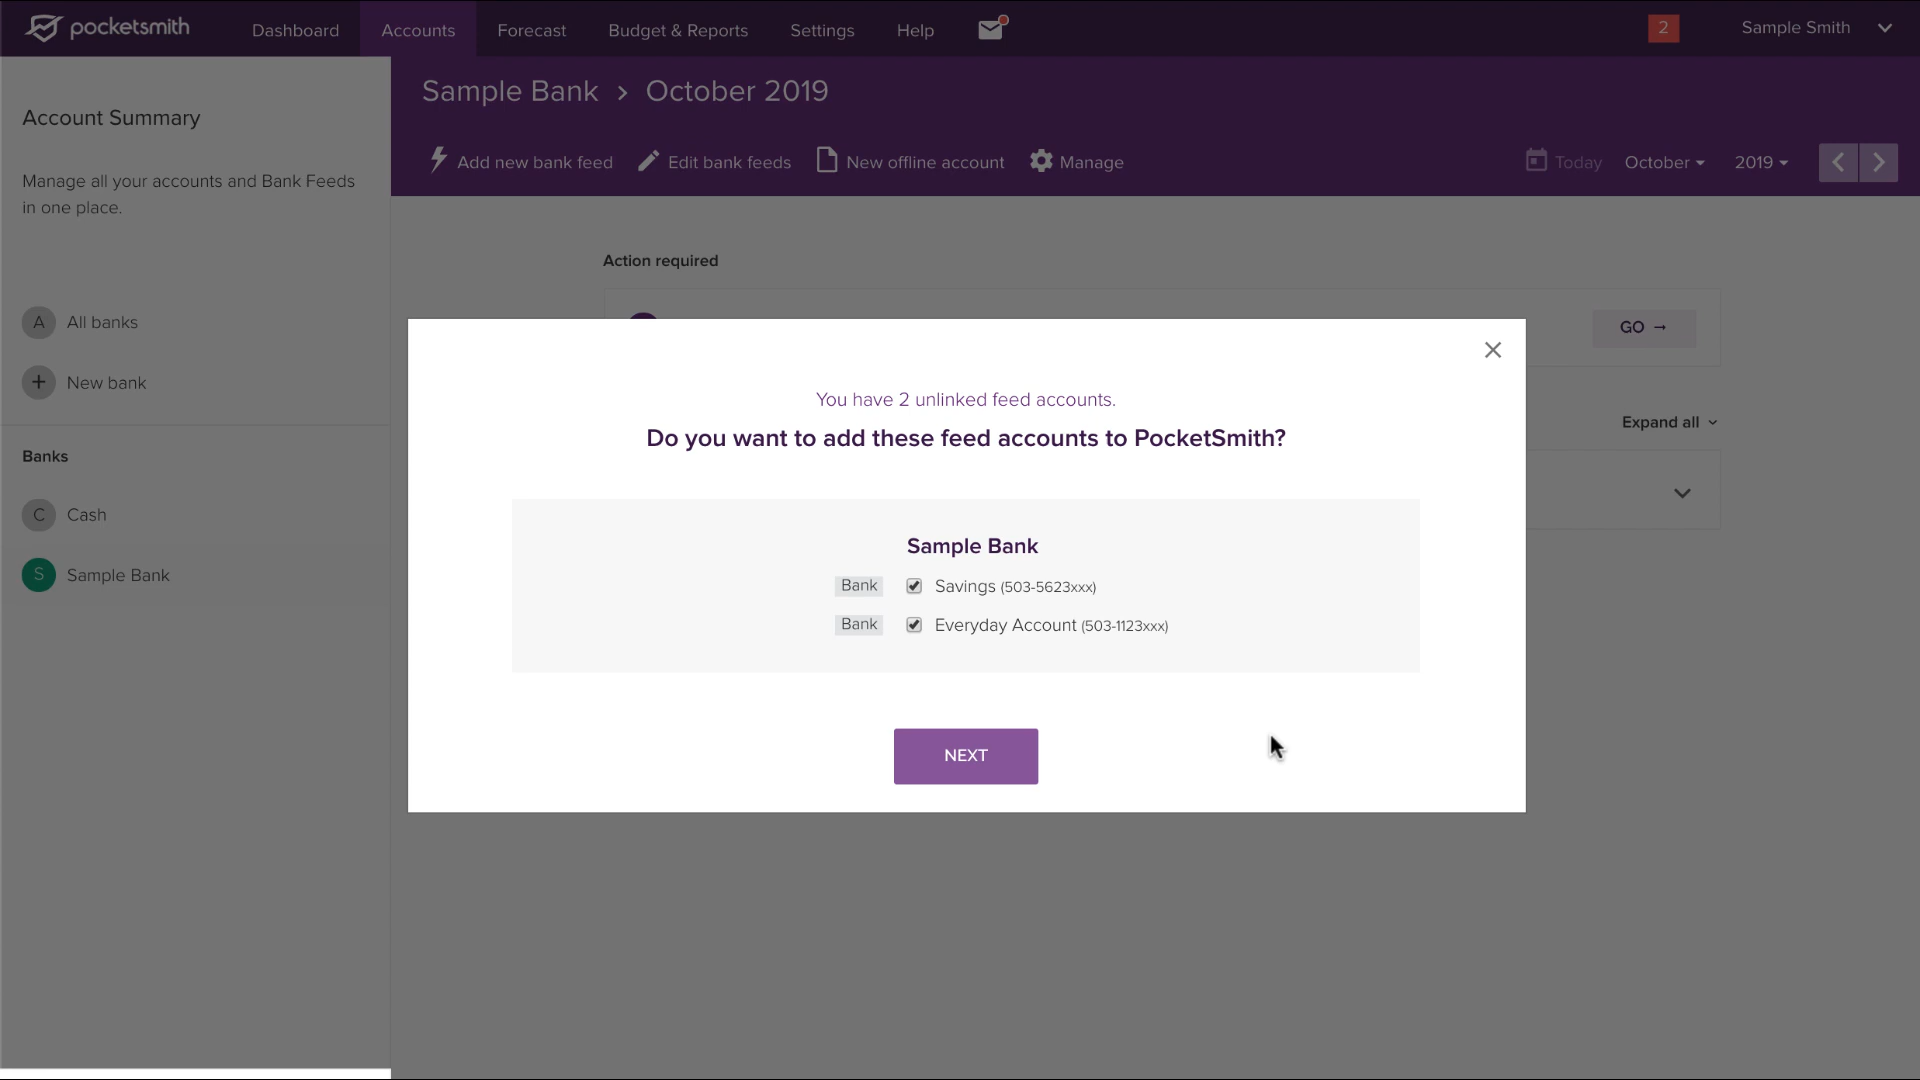 pocketsmith
Dashboard
Accounts
Forecast
Budget & Reports
Settings
Help
2
Sample Smith
Account Summary
Manage all your accounts and Bank Feeds
in one place.
A All banks
+ New bank
Banks
C Cash
S Sample Bank
Sample Bank > October 2019
Add new bank feed
Edit bank feeds
New offline account
Manage
Today
October
2019
Action required
GO →
Expand all
You have 2 unlinked feed accounts.
Do you want to add these feed accounts to PocketSmith?
Sample Bank
Bank Savings (503-5623xxx)
Bank Everyday Account (503-1123xxx)
NEXT